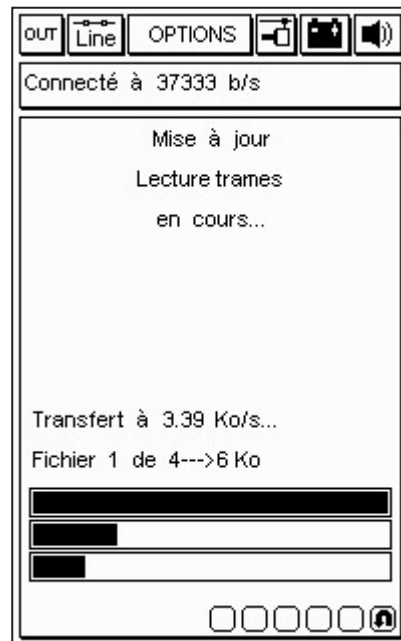 OUT Line OPTIONS
Connecté à 37333 b/s
Mise à jour
Lecture trames
en cours...
Transfert à 3.39 Ko/s...
Fichier 1 de 4--->6 Ko